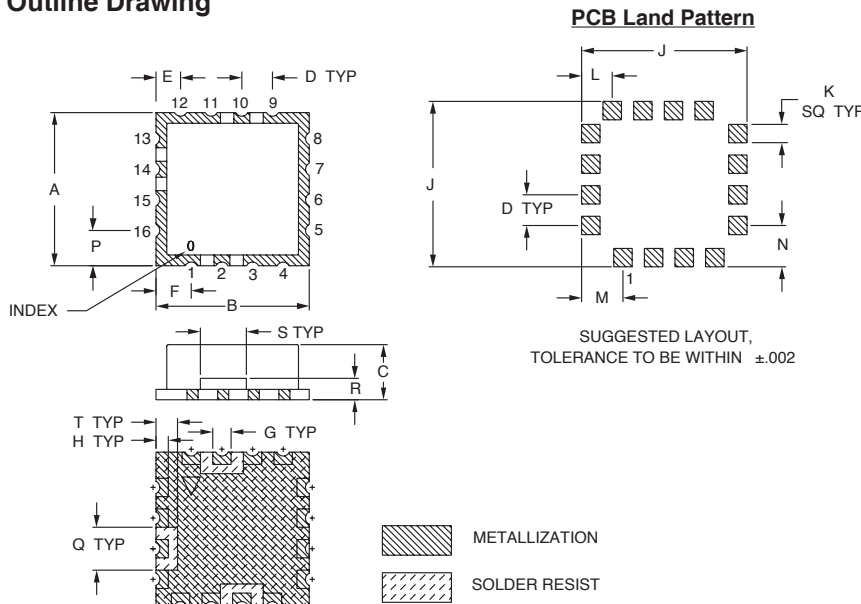 Outline Drawing
PCB Land Pattern
E
D TYP
12 11 10 9
13
14
15
16
8
7
6
5
A
P
0
1 2 3 4
F
B
INDEX
S TYP
C
R
T TYP
H TYP
G TYP
Q TYP
J
L
K
SQ TYP
J
D TYP
N
1
M
SUGGESTED LAYOUT,
TOLERANCE TO BE WITHIN ±.002
METALLIZATION
SOLDER RESIST